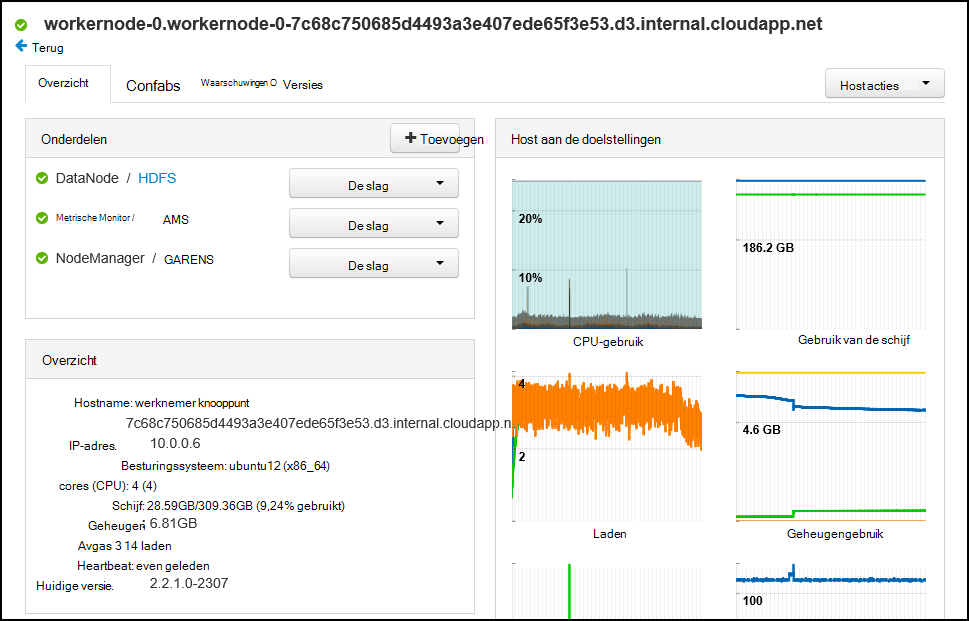 workernode-0.workernode-0-7c68c750685d4493a3e407ede65f3e53.d3.internal.cloudapp.net
Terug
Overzicht Confabs Waarschuwingen O Versies Host acties
Onderdelen Toevoegen
DataNode / HDFS De slag
Metrische Monitor / AMS De slag
NodeManager / GARENS De slag
Overzicht
Hostname: werknemer knooppunt
7c68c750685d4493a3e407ede65f3e53.d3.internal.cloudapp.n
IP-adres. 10.0.0.6
Besturingssysteem: ubuntu12 (x86_64)
cores (CPU): 4 (4)
Schijf: 28.59GB/309.36GB (9,24% gebruikt)
Geheugen: 6.81GB
Avgas 3 14 laden
Heartbeat: even geleden
Huidige versie. 2.2.1.0-2307
Host aan de doelstellingen
20%
10%
CPU-gebruik
186.2 GB
Gebruik van de schijf
4
2
Laden
4.6 GB
Geheugengebruik
100